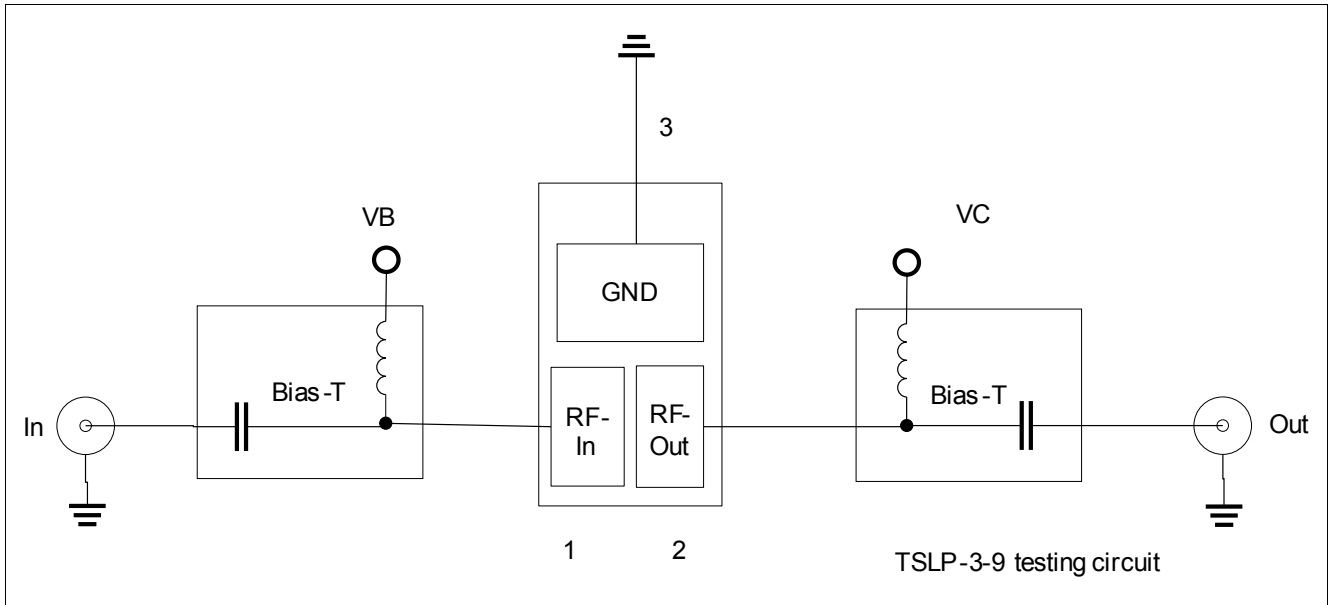 3
VB
VC
GND
Bias-T
Bias-T
RF-
In
RF-
Out
In
Out
1
2
TSLP-3-9 testing circuit